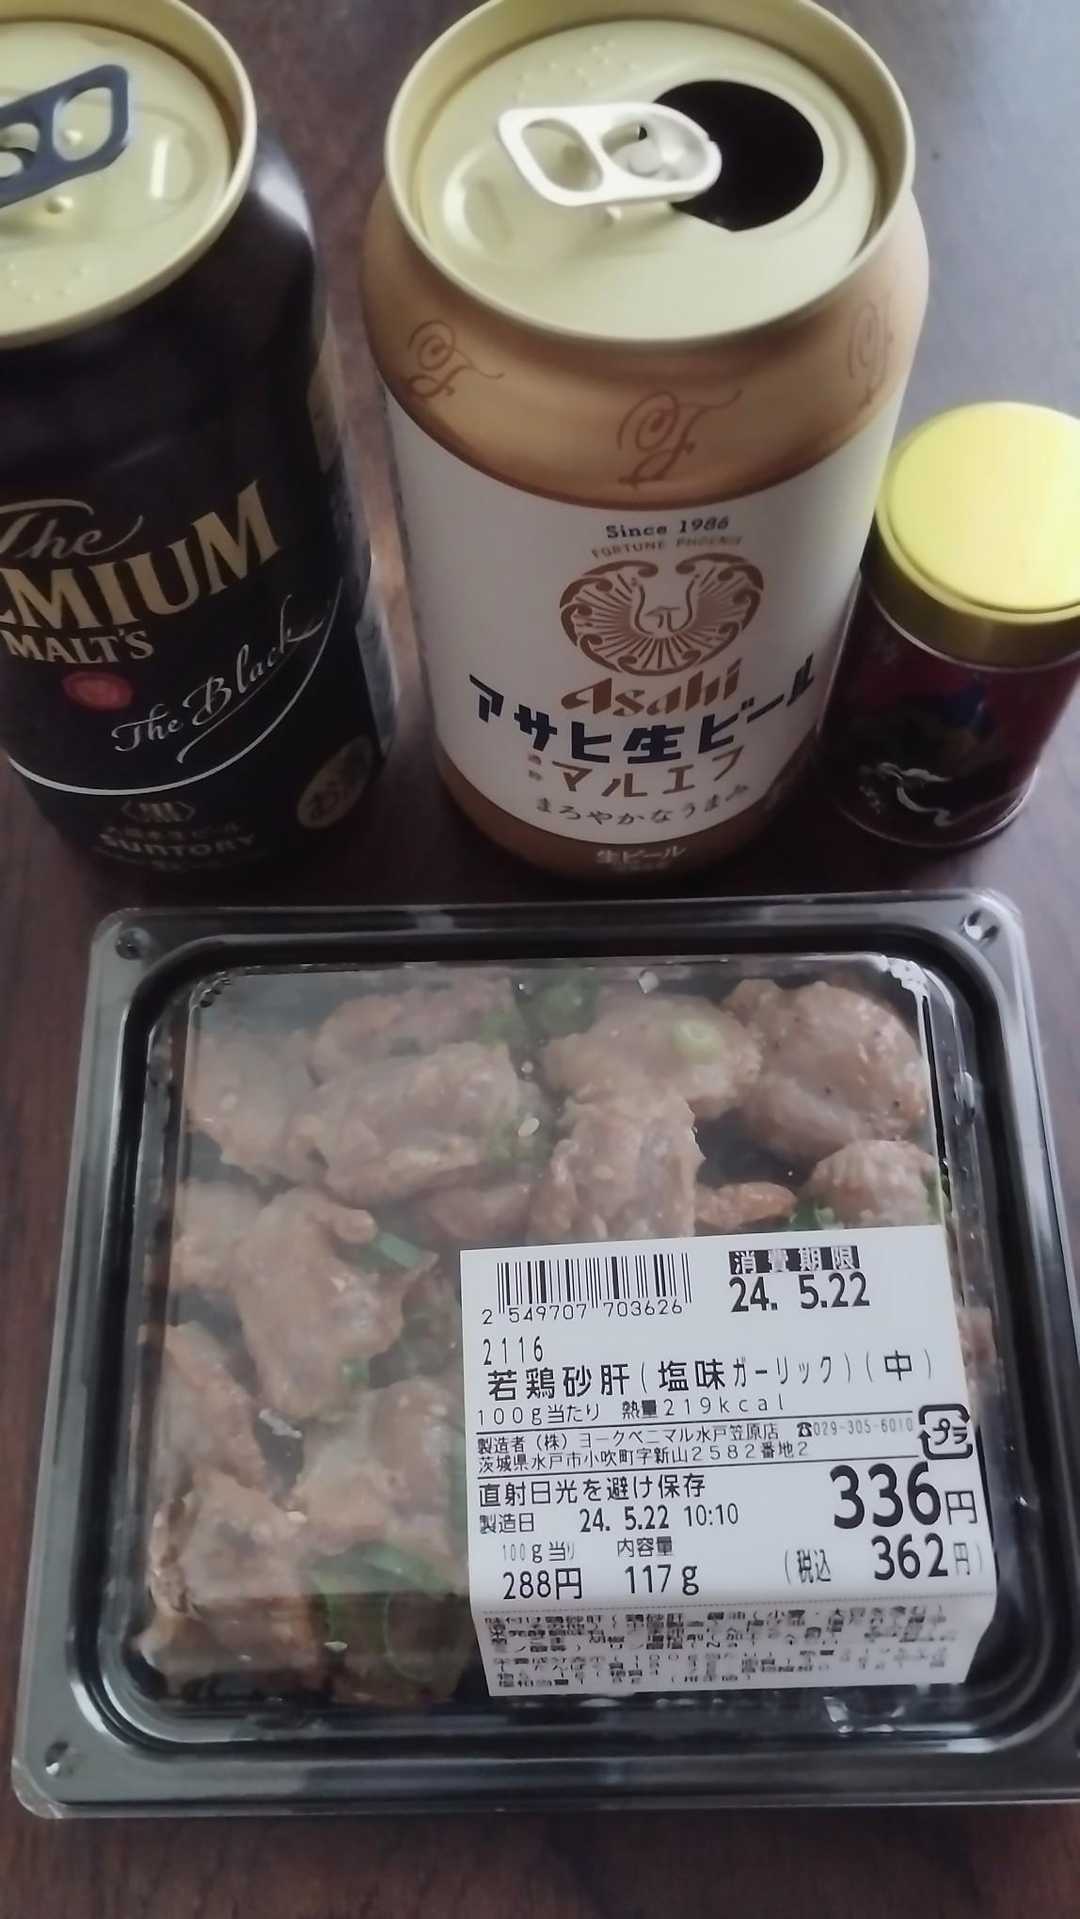 The
MALT'S
The Black
SUNTORY
Since 1986
FORTUNE PHOENIX
Asahi
アサヒ生ビール
マルエフ
まろやかなうまみ
生ビール
消費期限
24. 5.22
2 549707 703626
2116
若鶏砂肝(塩味ガーリック)(中)
100g当たり 熱量219kcal
製造者(株)ヨークベニマル水戸笠原店 ☎029-305-6010
茨城県水戸市小吹町字新山2582番地2
プラ
直射日光を避け保存
製造日 24. 5.22 10:10
336円
100g当り 内容量
288円 117g
(税込 362円)